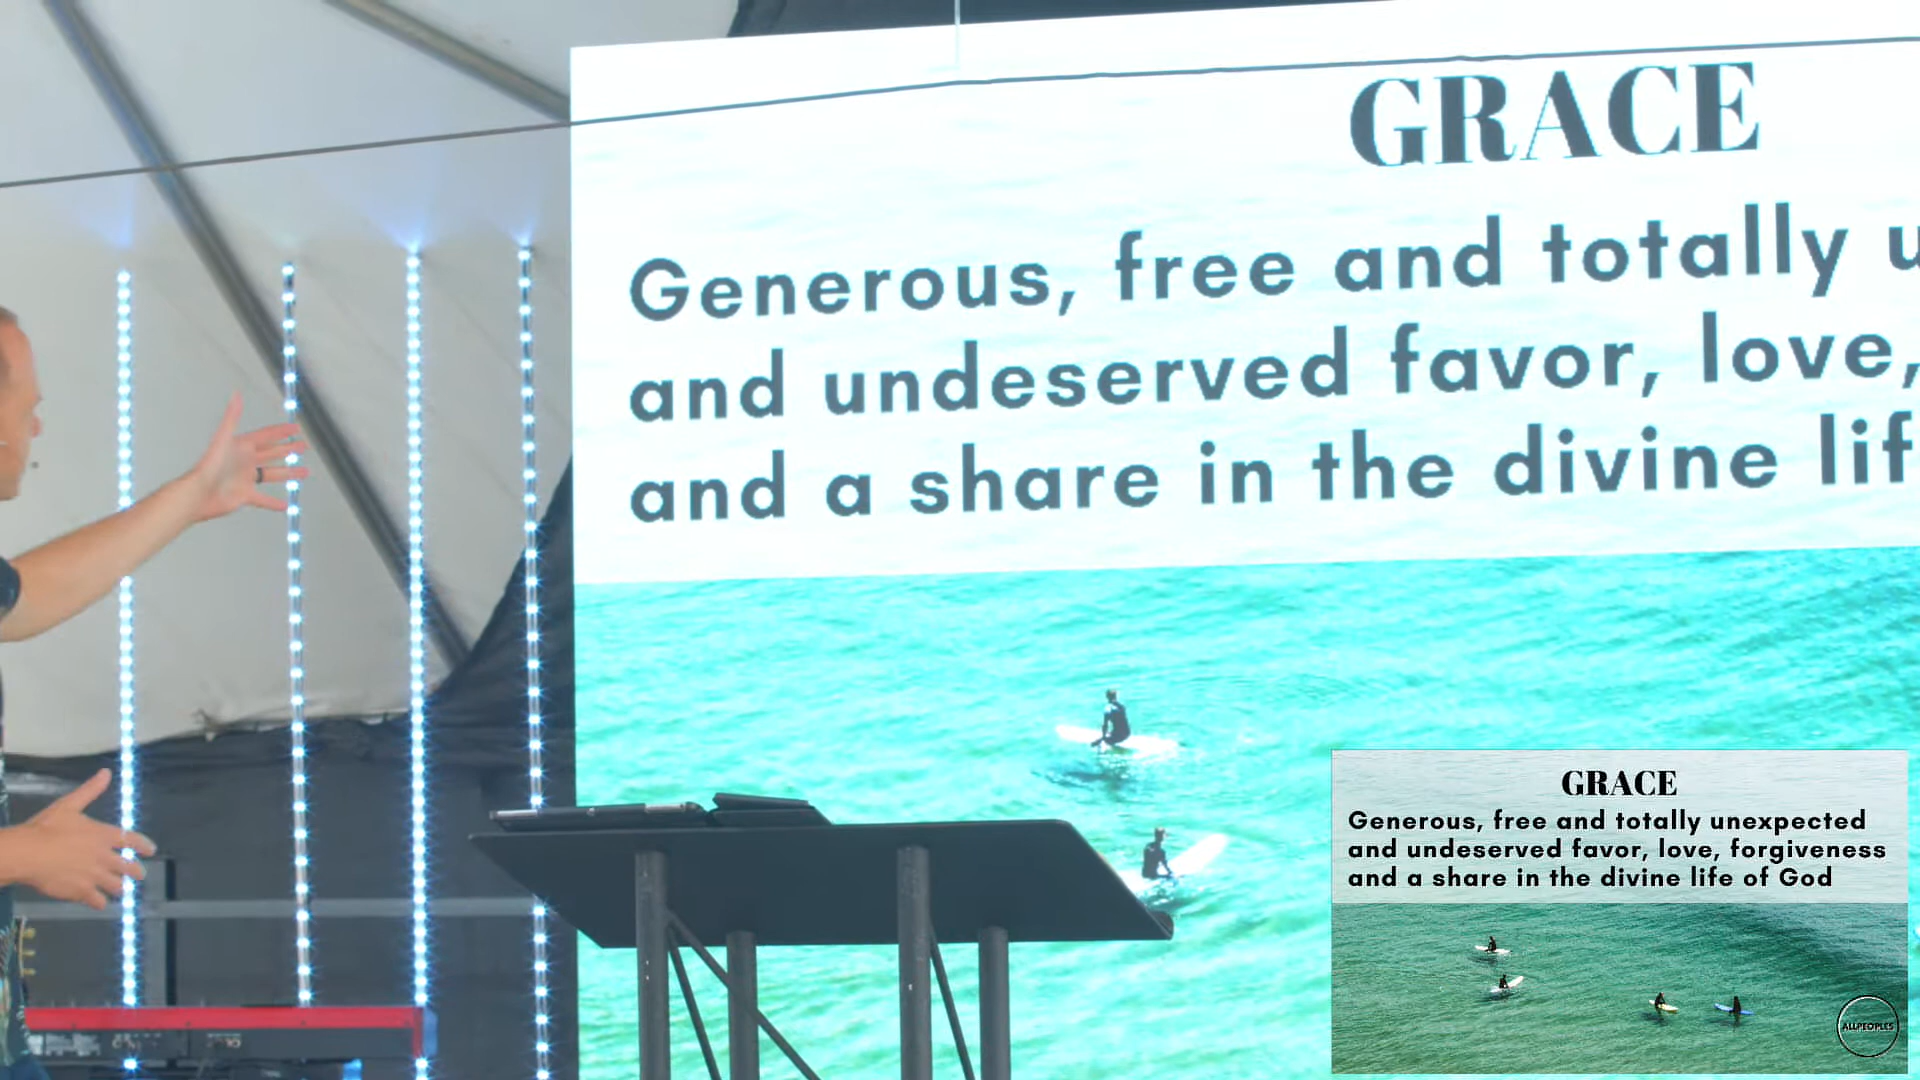 GRACE
Generous, free and totally u
and undeserved favor, love,
and a share in the divine lif
GRACE
Generous, free and totally unexpected
and undeserved favor, love, forgiveness
and a share in the divine life of God
ALLPEOPLES